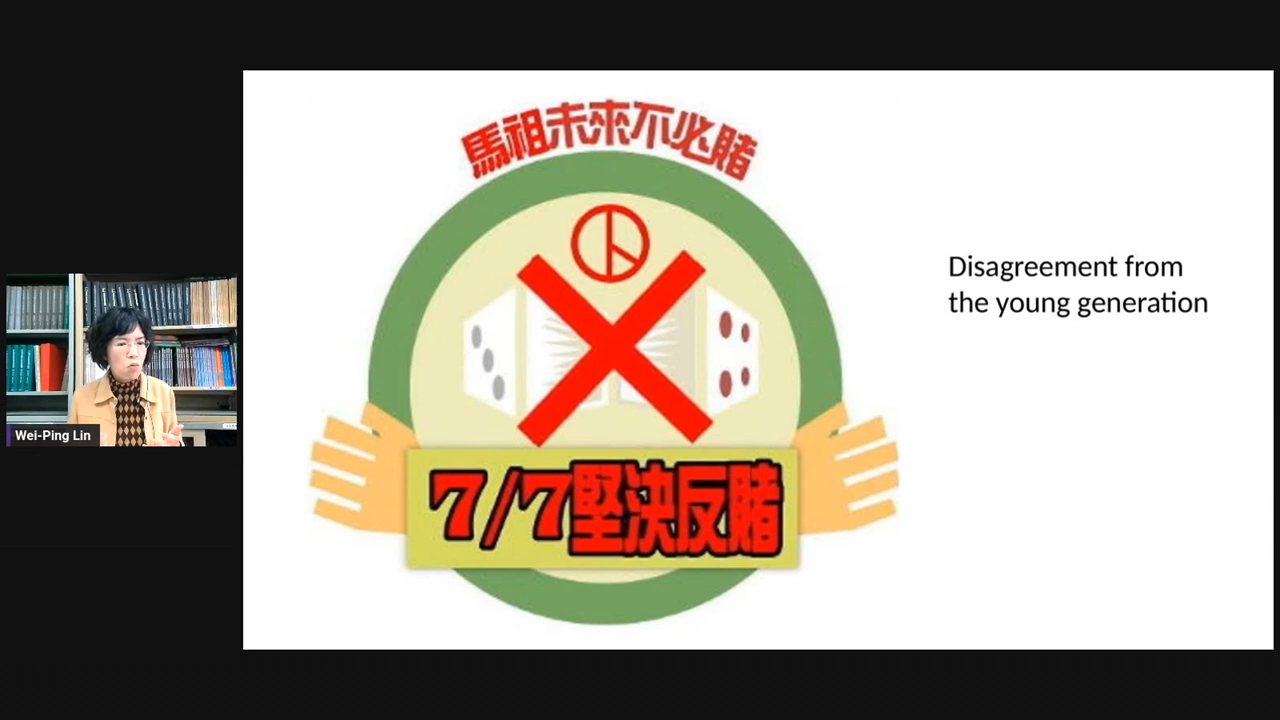 馬祖未來不必賭
7/7堅決反賭
Disagreement from
the young generation
Wei-Ping Lin